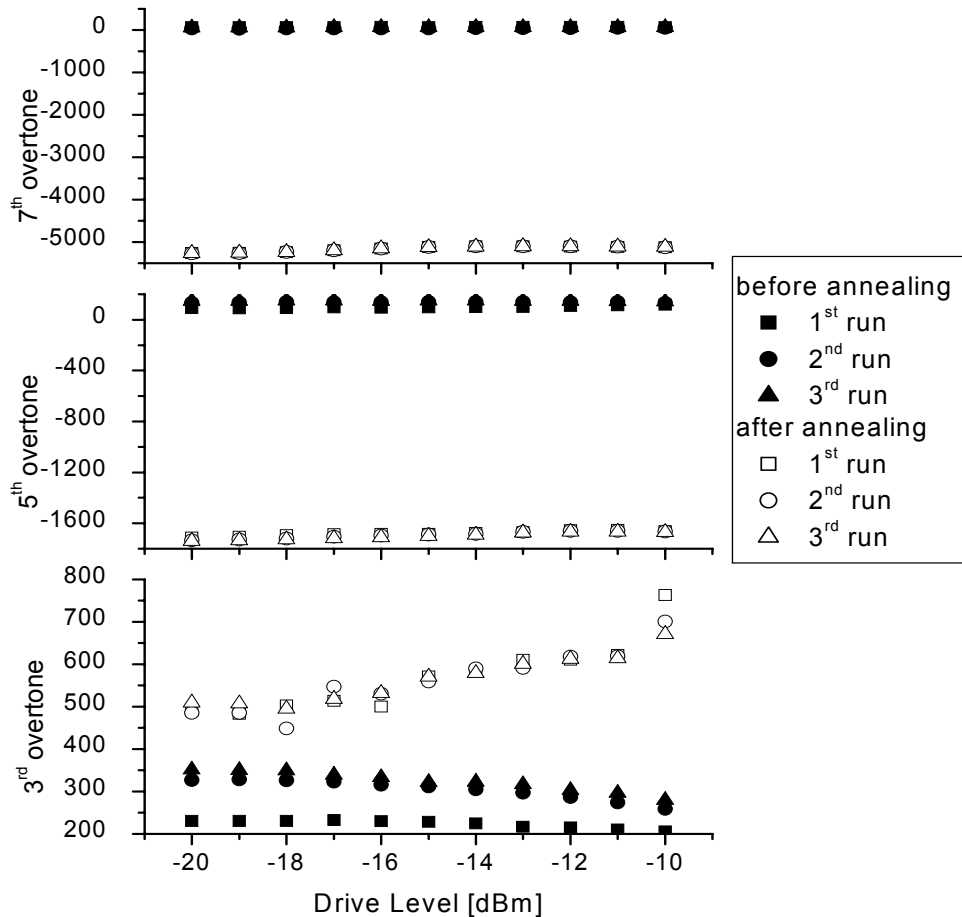 0
-1000
-2000
-3000
-4000
-5000
7th overtone
0
-400
-800
-1200
-1600
5th overtone
800
700
600
500
400
300
200
3rd overtone
-20 -18 -16 -14 -12 -10
Drive Level [dBm]
before annealing
1st run
2nd run
3rd run
after annealing
1st run
2nd run
3rd run